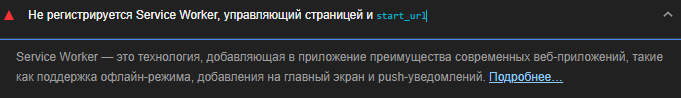 Не регистрируется Service Worker, управляющий страницей и start_url
Service Worker — это технология, добавляющая в приложение преимущества современных веб-приложений, такие
как поддержка офлайн-режима, добавления на главный экран и push-уведомлений. Подробнее…